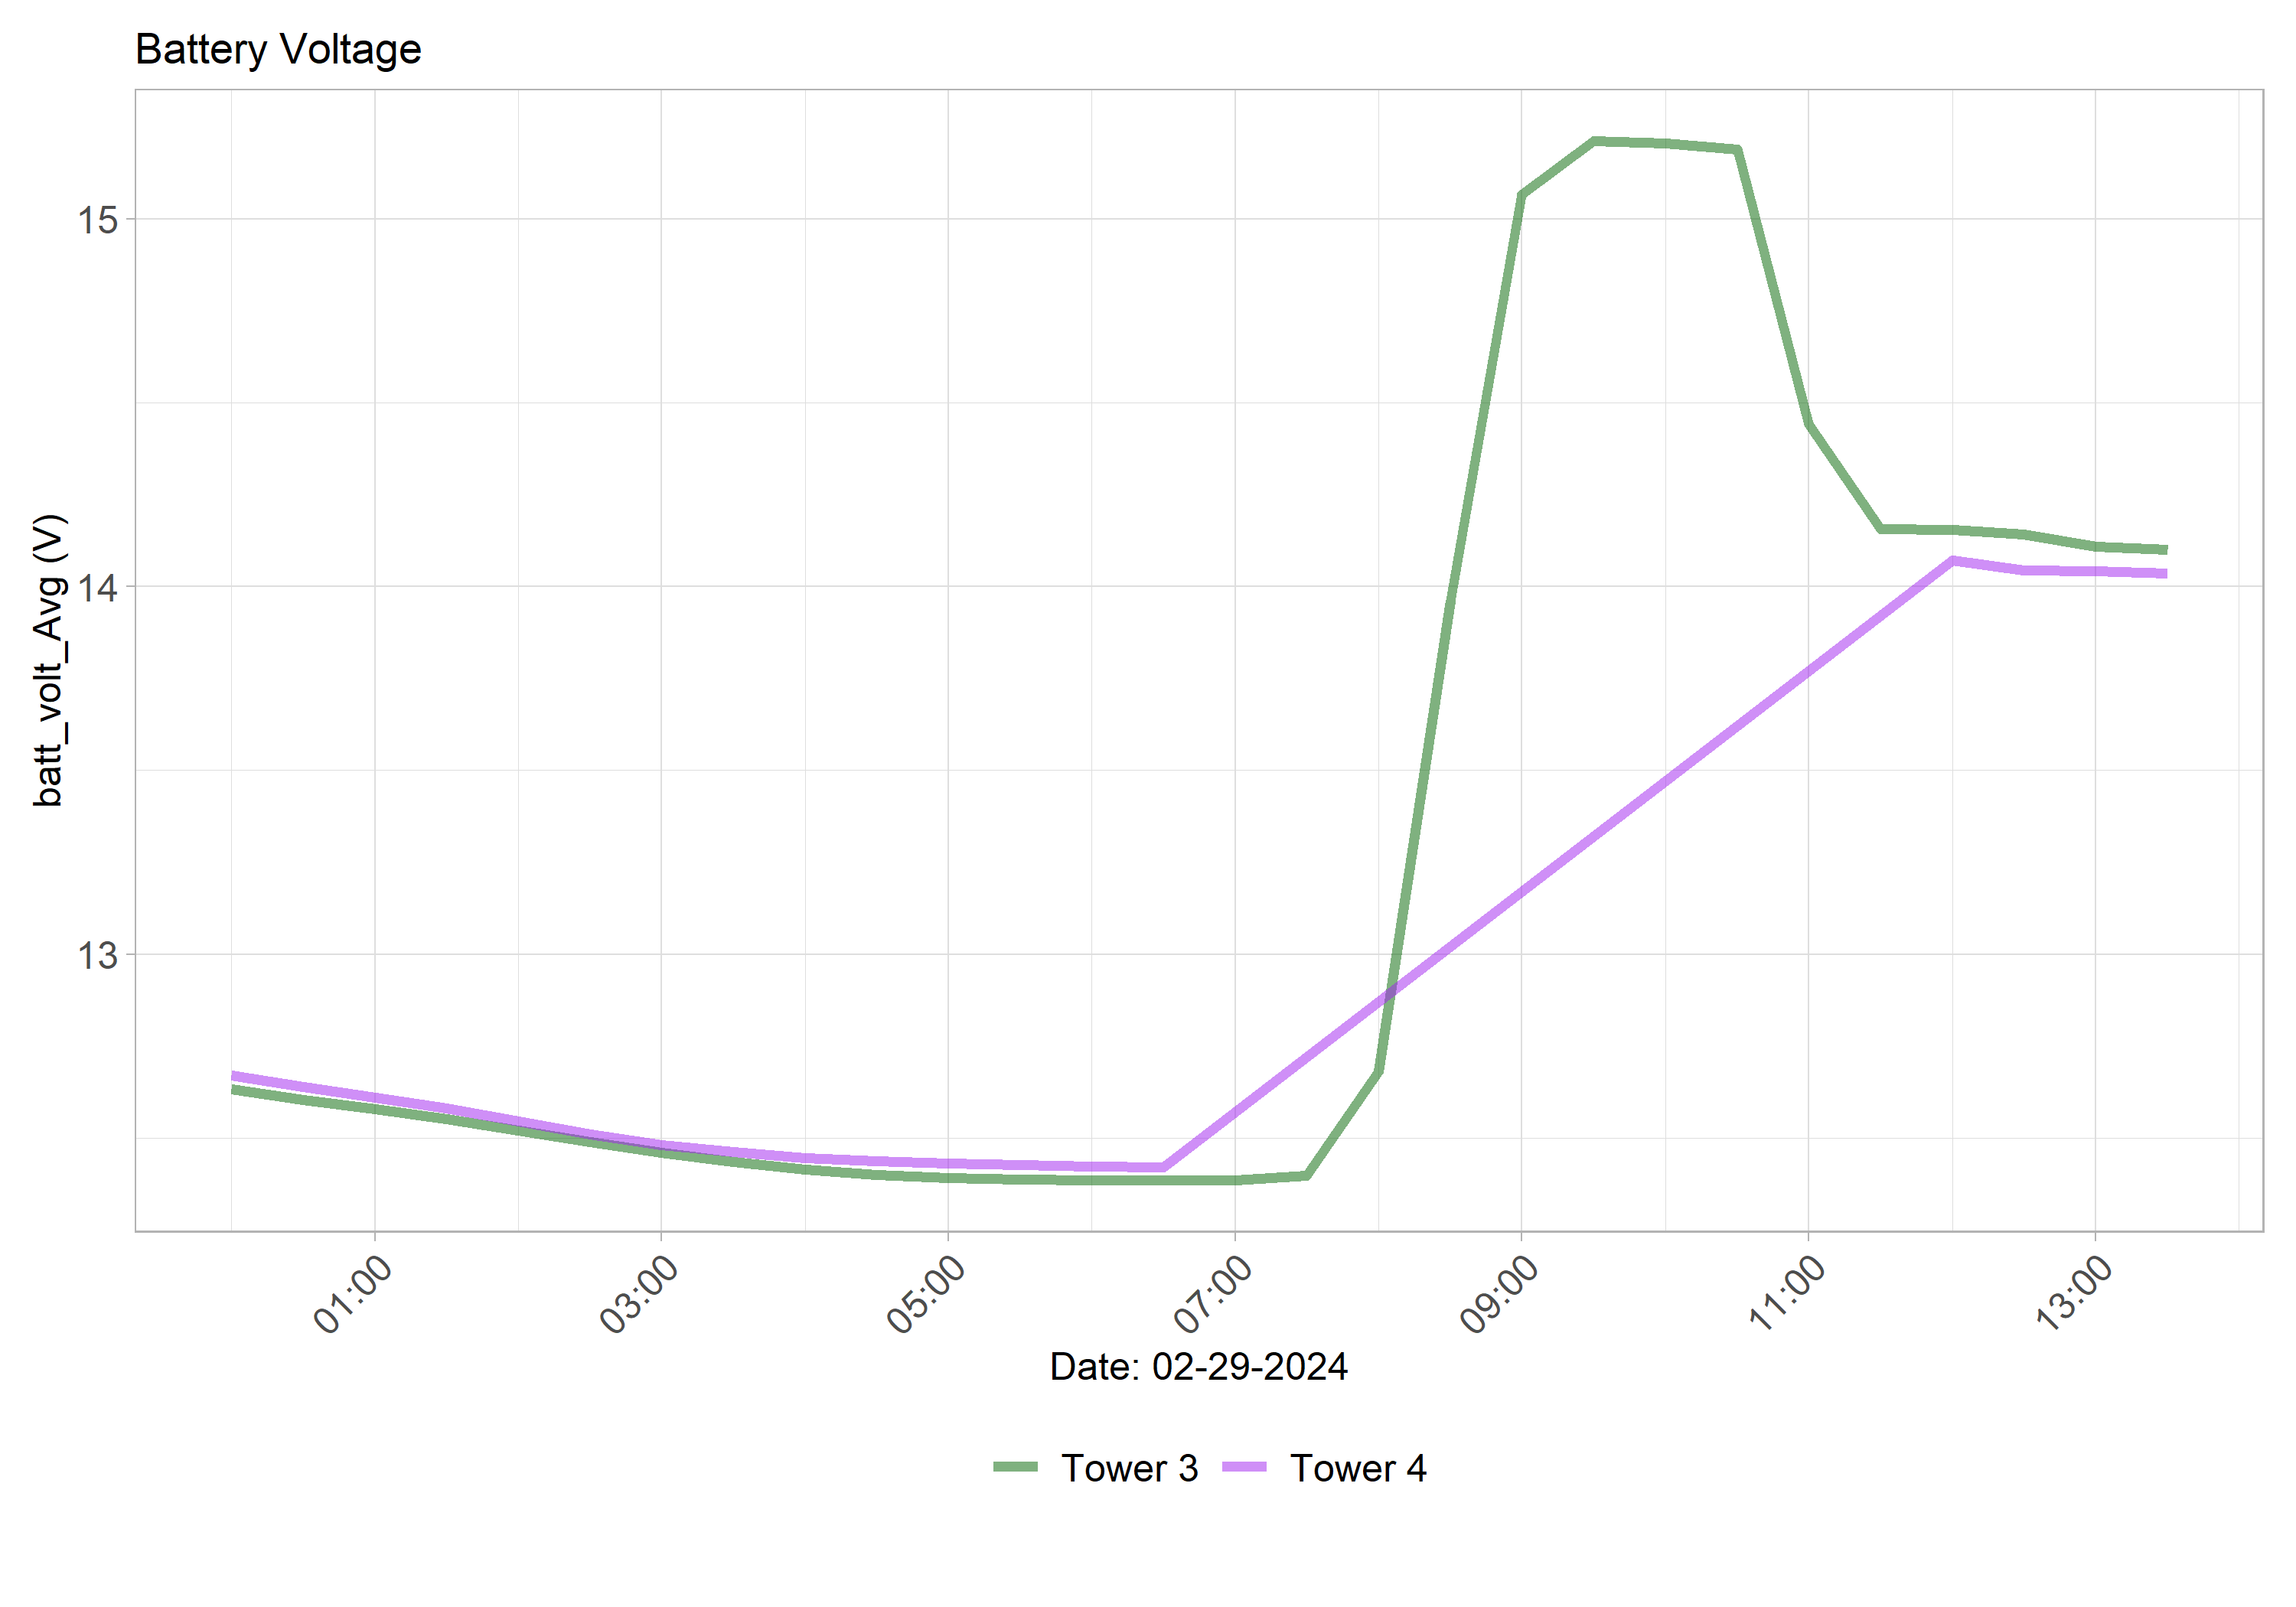 Battery Voltage
batt_volt_Avg (V)
15
14
13
01:00
03:00
05:00
07:00
09:00
11:00
13:00
Date: 02-29-2024
Tower 3
Tower 4